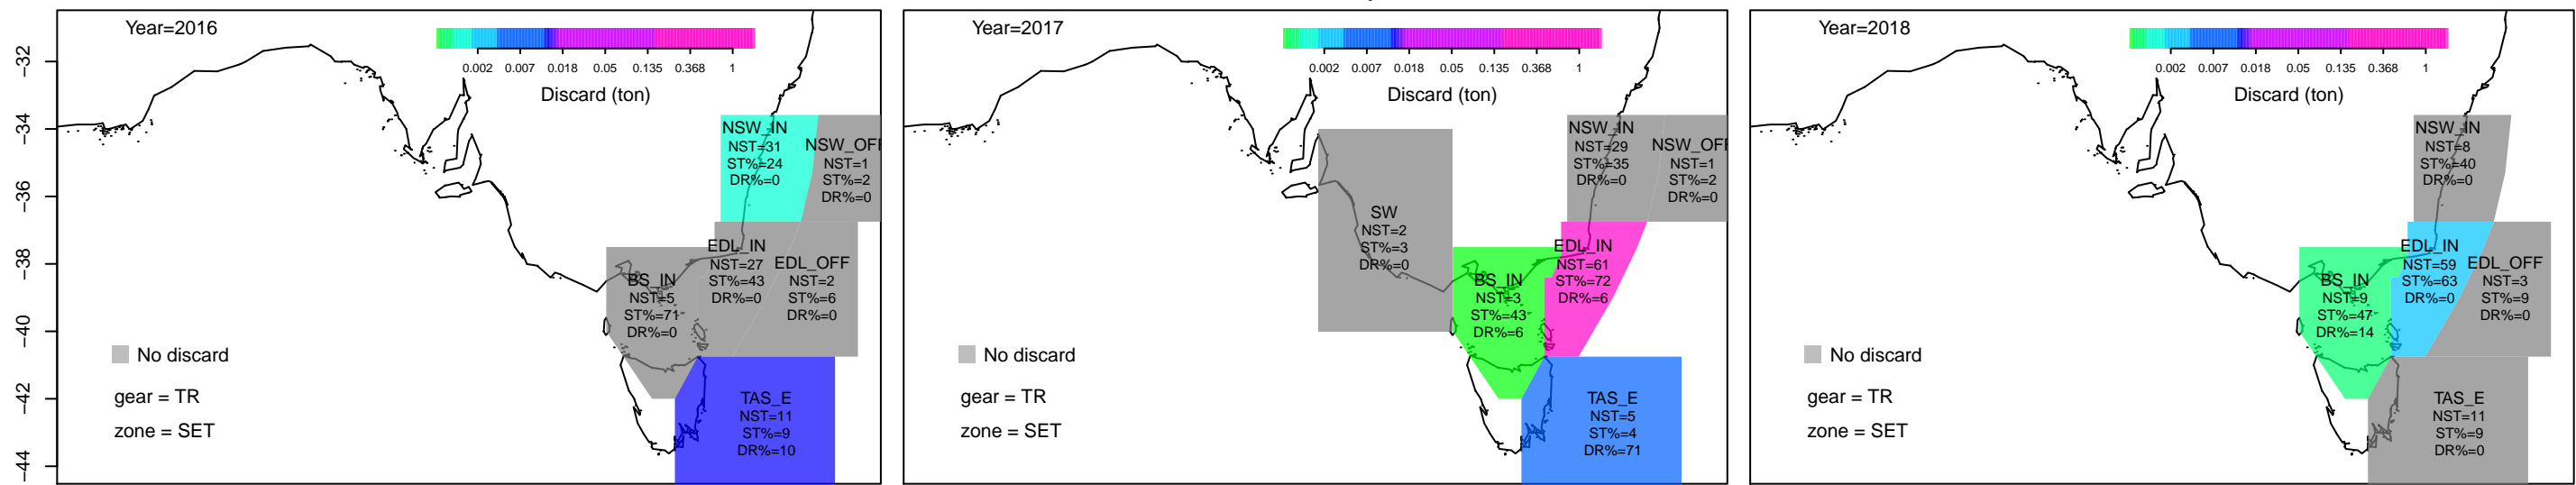 Year=2016
0.002 0.007 0.018 0.05 0.135 0.368 1
Discard (ton)
−32
−34
−36
−38
−40
−42
−44
NSW_IN
NST=31
ST%=24
DR%=0
NSW_OFF
NST=1
ST%=2
DR%=0
EDL_IN
NST=27
ST%=43
DR%=0
EDL_OFF
NST=2
ST%=6
DR%=0
BS_IN
NST=5
ST%=71
DR%=0
TAS_E
NST=11
ST%=9
DR%=10
No discard
gear = TR
zone = SET
Year=2017
0.002 0.007 0.018 0.05 0.135 0.368 1
Discard (ton)
NSW_IN
NST=29
ST%=35
DR%=0
NSW_OFF
NST=1
ST%=2
DR%=0
SW
NST=2
ST%=3
DR%=0
EDL_IN
NST=61
ST%=72
DR%=6
BS_IN
NST=3
ST%=43
DR%=6
TAS_E
NST=5
ST%=4
DR%=71
No discard
gear = TR
zone = SET
Year=2018
0.002 0.007 0.018 0.05 0.135 0.368 1
Discard (ton)
NSW_IN
NST=8
ST%=40
DR%=0
EDL_IN
NST=59
ST%=63
DR%=0
EDL_OFF
NST=3
ST%=9
DR%=0
BS_IN
NST=9
ST%=47
DR%=14
TAS_E
NST=11
ST%=9
DR%=0
No discard
gear = TR
zone = SET